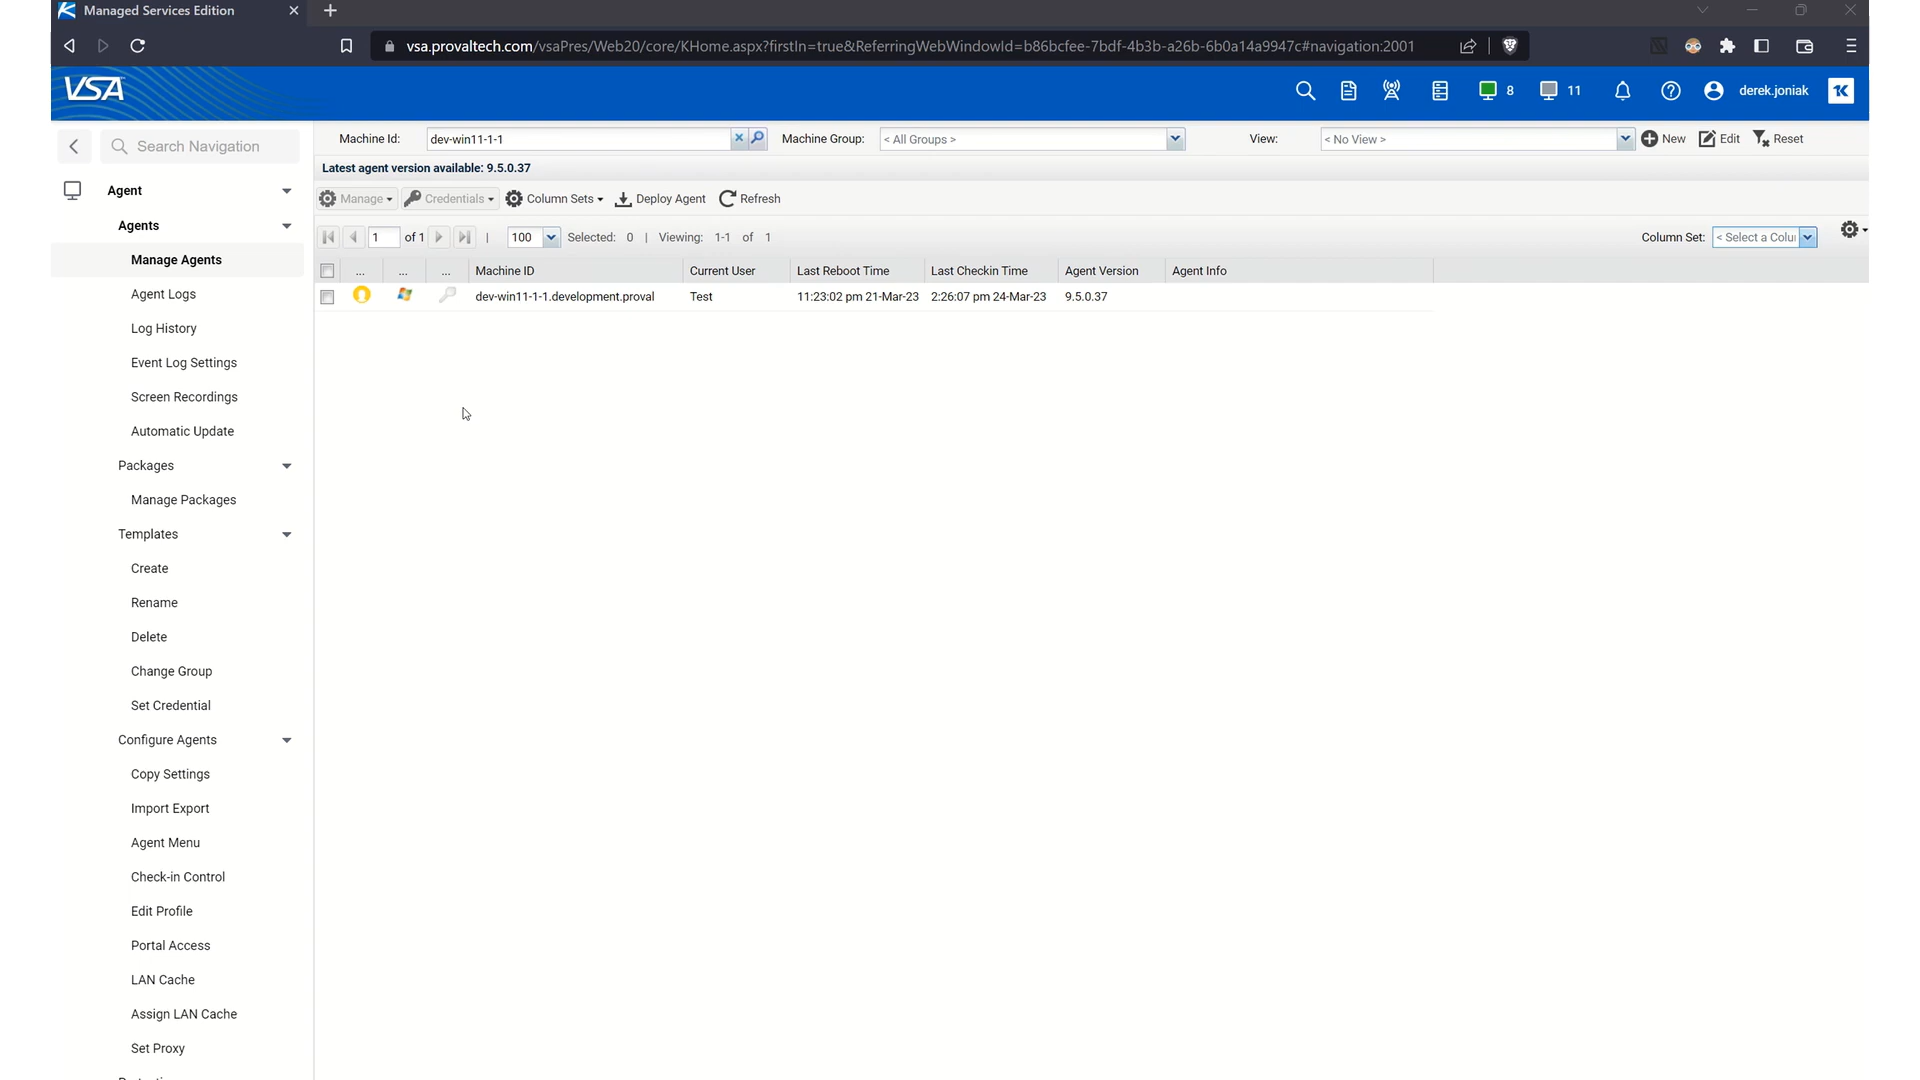 Managed Services Edition
vsa.provaltech.com/vsaPres/Web20/core/KHome.aspx?firstIn=true&ReferringWebWindowId=b86bcfee-7bdf-4b3b-a26b-6b0a14a9947c#navigation:2001
VSA
8
11
derek.joniak
Search Navigation
Machine Id:
dev-win11-1-1
Machine Group:
< All Groups >
View:
< No View >
New
Edit
Reset
Latest agent version available: 9.5.0.37
Manage
Credentials
Column Sets
Deploy Agent
Refresh
1
of 1
|
100
Selected: 0 | Viewing: 1-1 of 1
Column Set:
< Select a Colu
...
...
...
Machine ID
Current User
Last Reboot Time
Last Checkin Time
Agent Version
Agent Info
dev-win11-1-1.development.proval
Test
11:23:02 pm 21-Mar-23
2:26:07 pm 24-Mar-23
9.5.0.37
Agent
Agents
Manage Agents
Agent Logs
Log History
Event Log Settings
Screen Recordings
Automatic Update
Packages
Manage Packages
Templates
Create
Rename
Delete
Change Group
Set Credential
Configure Agents
Copy Settings
Import Export
Agent Menu
Check-in Control
Edit Profile
Portal Access
LAN Cache
Assign LAN Cache
Set Proxy